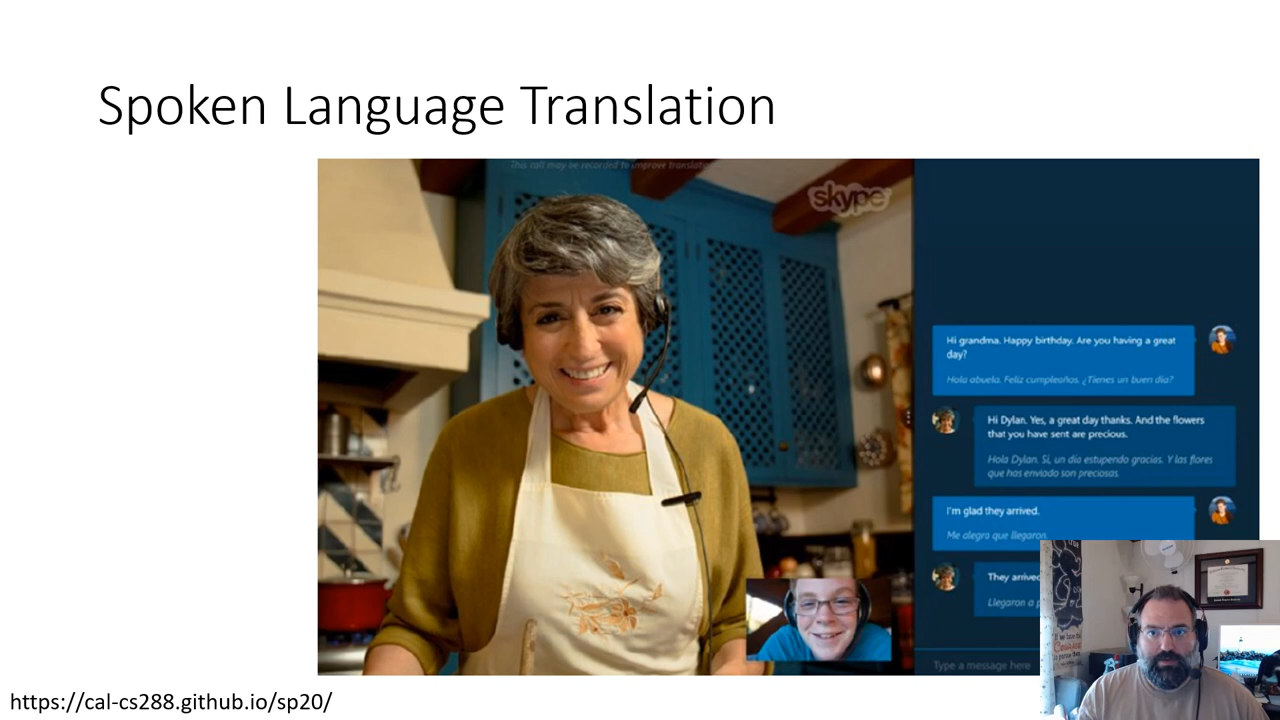 Spoken Language Translation
This call may be recorded to improve
skype
Hi grandma. Happy birthday. Are you having a great
day?
Hola abuela. Feliz cumpleaños. ¿Tienes un buen día?
Hi Dylan. Yes, a great day thanks. And the flowers
that you have sent are precious.
Hola Dylan. Sí, un día estupendo gracias. Y las flores
que has enviado son preciosas.
I'm glad they arrived.
Me alegra que llegaron.
They arrived
Llegaron a
Type a message here
https://cal-cs288.github.io/sp20/